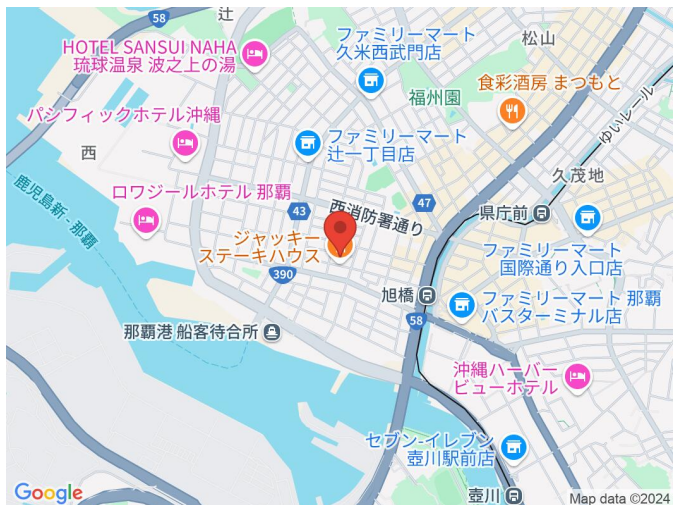 58
辻
ファミリーマート
久米西武門店
松山
HOTEL SANSUI NAHA
琉球温泉 波之上の湯
食彩酒房 まつもと
福州園
ゆいレール
パシフィックホテル沖縄
ファミリーマート
辻一丁目店
西
久茂地
鹿児島新 - 那覇
ロワジールホテル 那覇
43
西消防署通り
47
県庁前
ジャッキー
ステーキハウス
ファミリーマート
国際通り入口店
390
旭橋
ファミリーマート 那覇
バスターミナル店
58
那覇港 船客待合所
沖縄ハーバー
ビューホテル
セブン-イレブン
壺川駅前店
壺川
Google
Map data ©2024